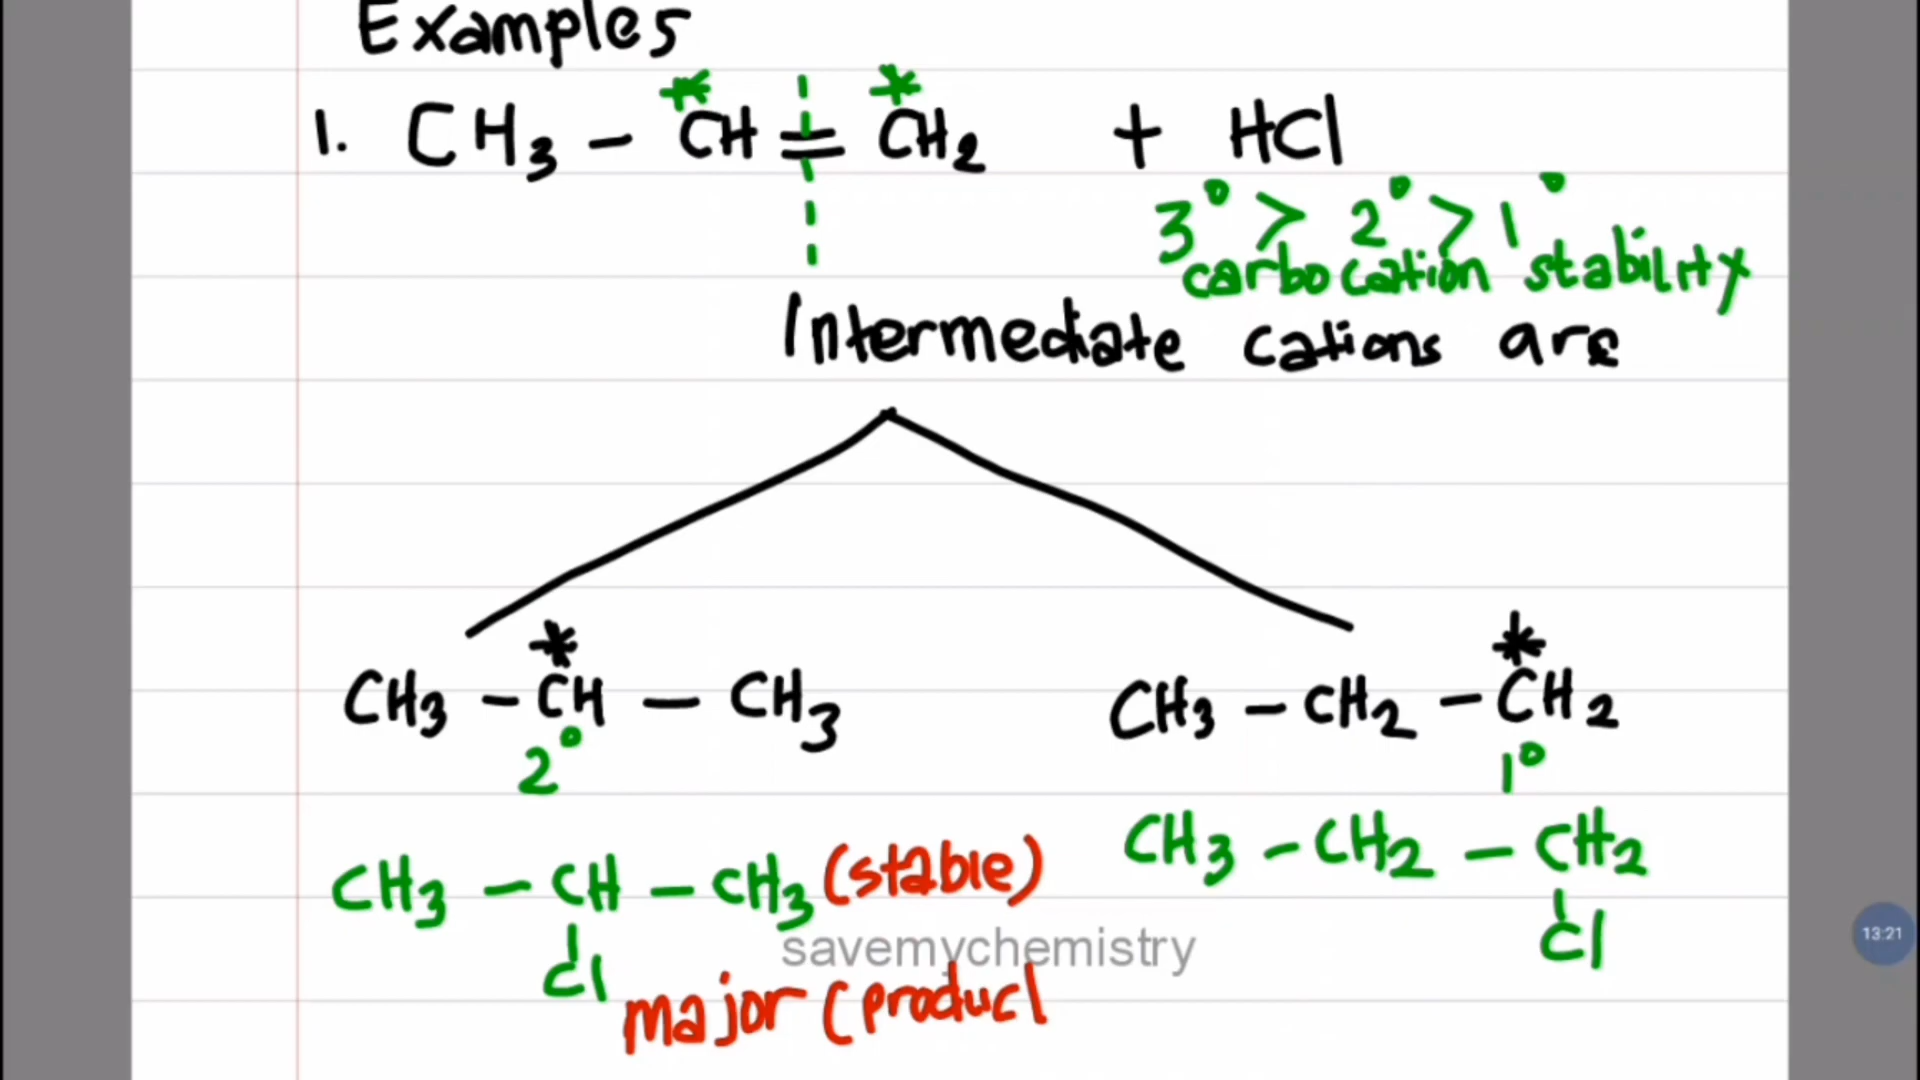 Examples
* *
1. CH3 - CH = CH2 + HCl
3° > 2° > 1°
carbocation stability
Intermediate cations are
* *
CH3 - CH - CH3 CH3 - CH2 - CH2
2° 1°
CH3 - CH - CH3 (stable) CH3 - CH2 - CH2
Cl Cl
savemychemistry
major (product
13:21